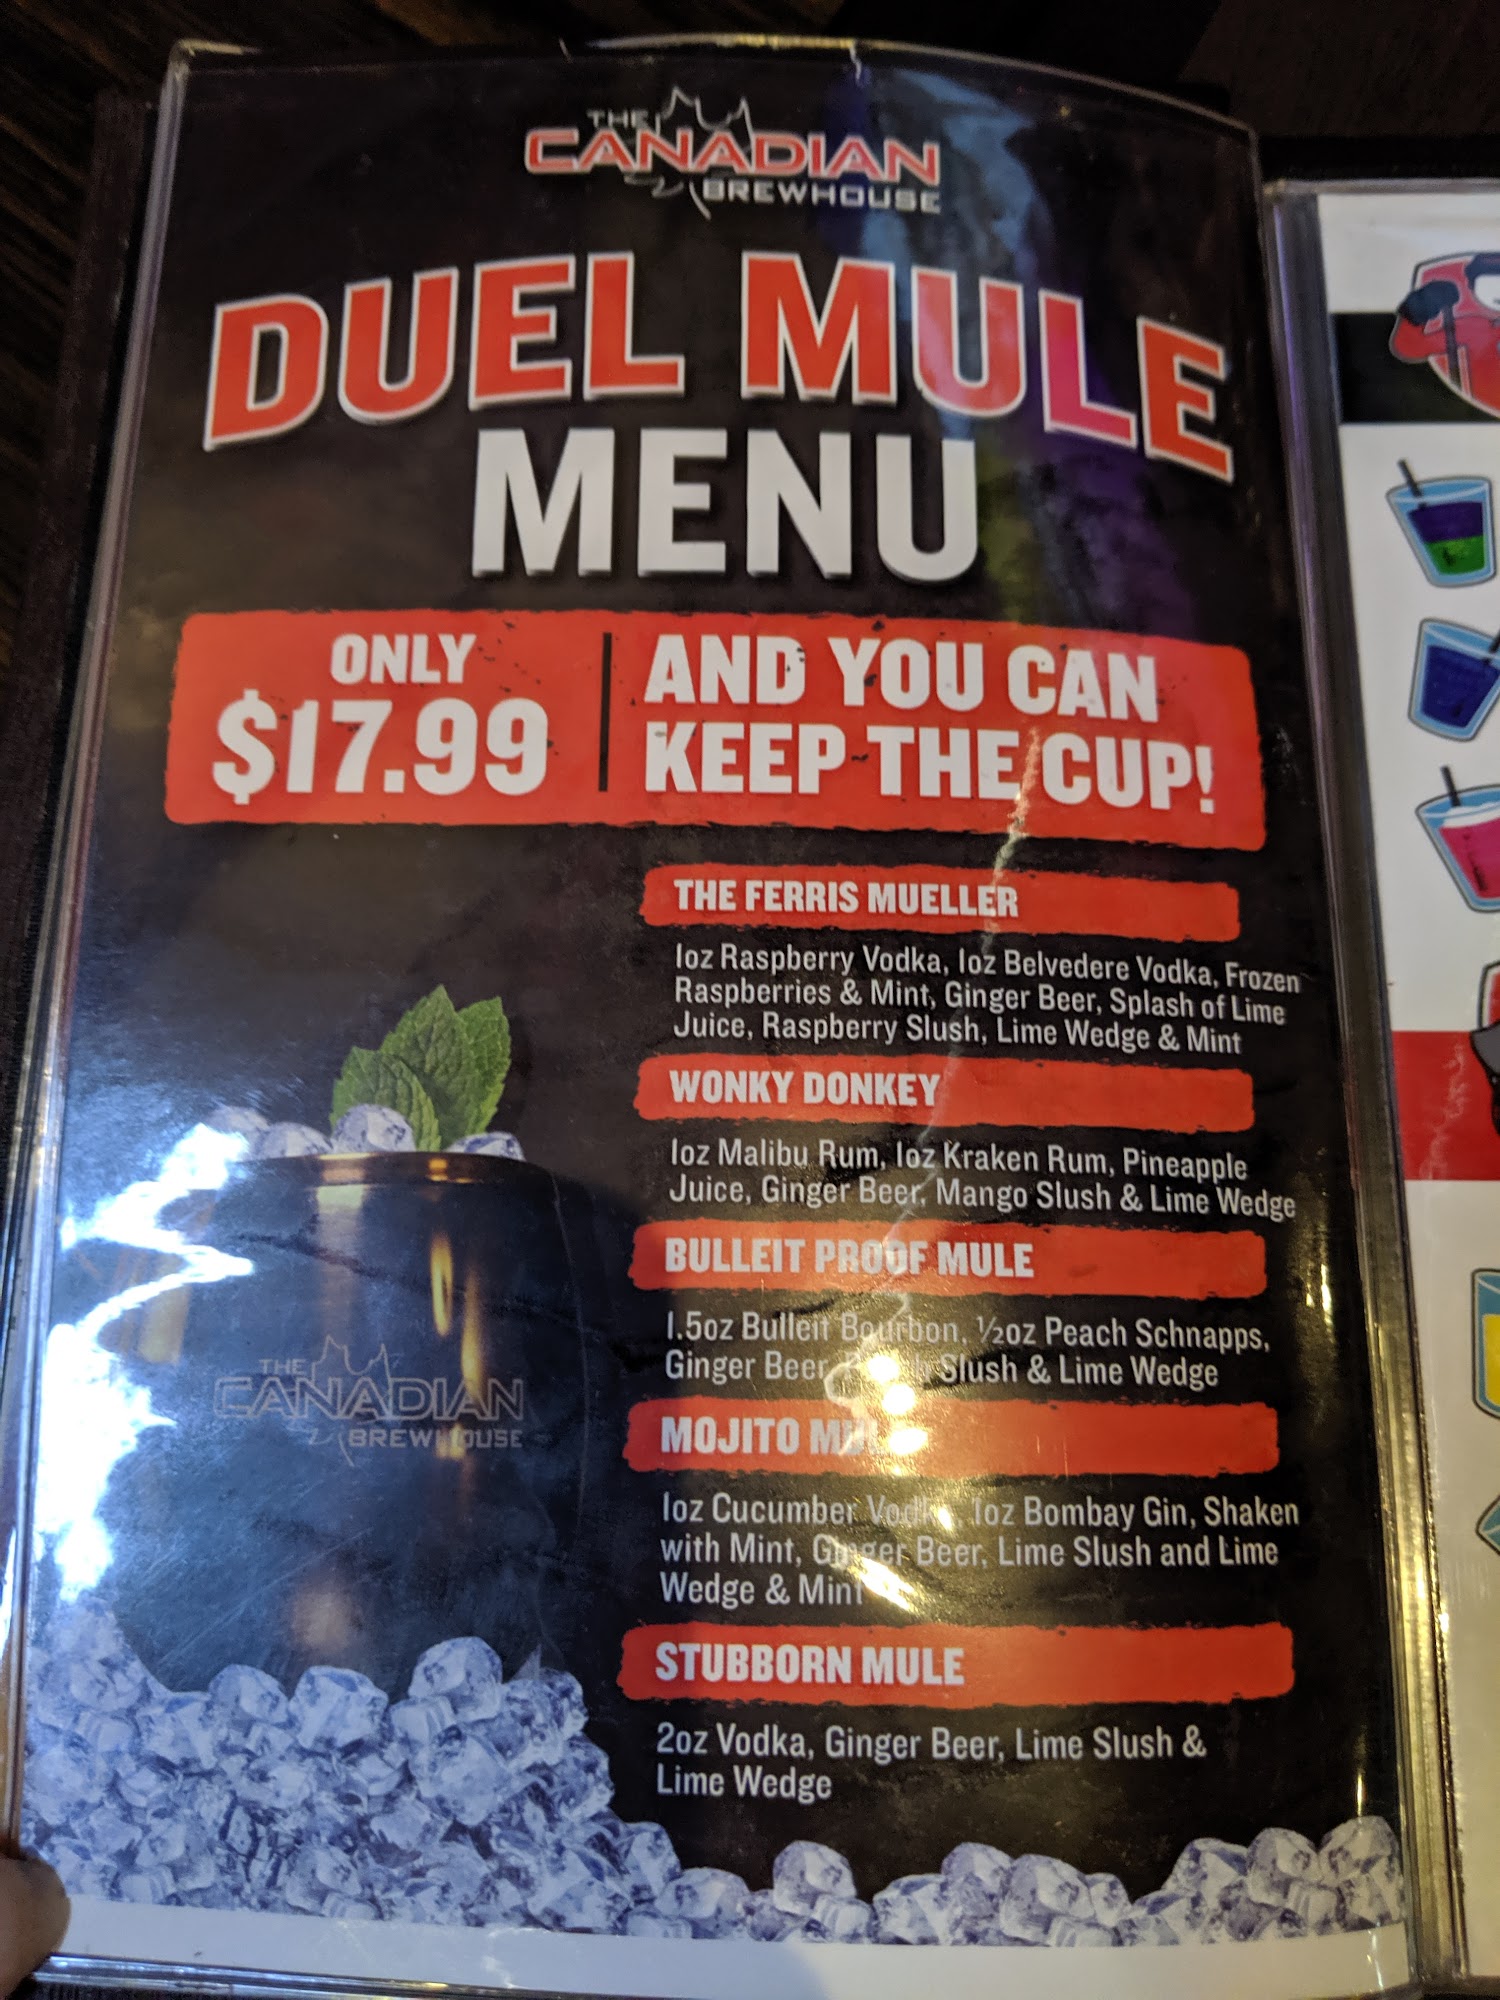 THE
CANADIAN
BREWHOUSE
DUEL MULE
MENU
ONLY
$17.99
AND YOU CAN
KEEP THE CUP!
THE FERRIS MUELLER
1oz Raspberry Vodka, 1oz Belvedere Vodka, Frozen
Raspberries & Mint, Ginger Beer, Splash of Lime
Juice, Raspberry Slush, Lime Wedge & Mint
WONKY DONKEY
1oz Malibu Rum, 1oz Kraken Rum, Pineapple
Juice, Ginger Beer, Mango Slush & Lime Wedge
BULLEIT PROOF MULE
1.5oz Bulleit Bourbon, ½oz Peach Schnapps,
Ginger Beer, Slush & Lime Wedge
MOJITO MULE
1oz Cucumber Vodka, 1oz Bombay Gin, Shaken
with Mint, Ginger Beer, Lime Slush and Lime
Wedge & Mint
STUBBORN MULE
2oz Vodka, Ginger Beer, Lime Slush &
Lime Wedge
THE
CANADIAN
BREWHOUSE